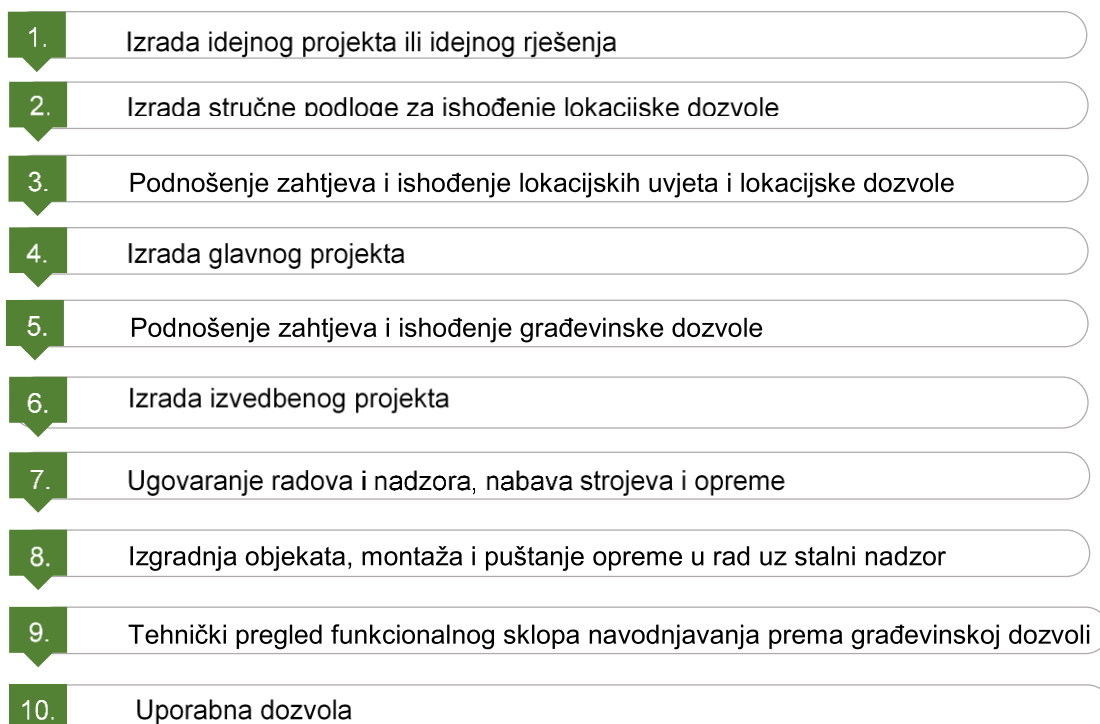 1. Izrada idejnog projekta ili idejnog rješenja
2. Izrada stručne podloge za ishođenje lokacijske dozvole
3. Podnošenje zahtjeva i ishođenje lokacijskih uvjeta i lokacijske dozvole
4. Izrada glavnog projekta
5. Podnošenje zahtjeva i ishođenje građevinske dozvole
6. Izrada izvedbenog projekta
7. Ugovaranje radova i nadzora, nabava strojeva i opreme
8. Izgradnja objekata, montaža i puštanje opreme u rad uz stalni nadzor
9. Tehnički pregled funkcionalnog sklopa navodnjavanja prema građevinskoj dozvoli
10. Uporabna dozvola